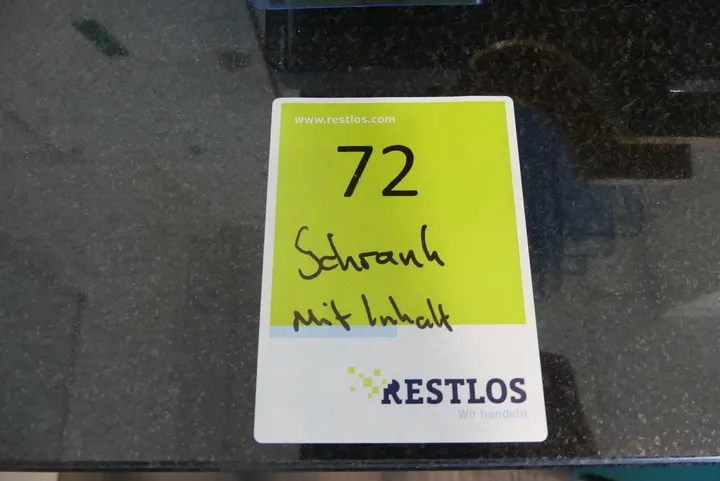 www.restlos.com
72
Schrank
mit Inhalt
RESTLOS
Wir handeln.